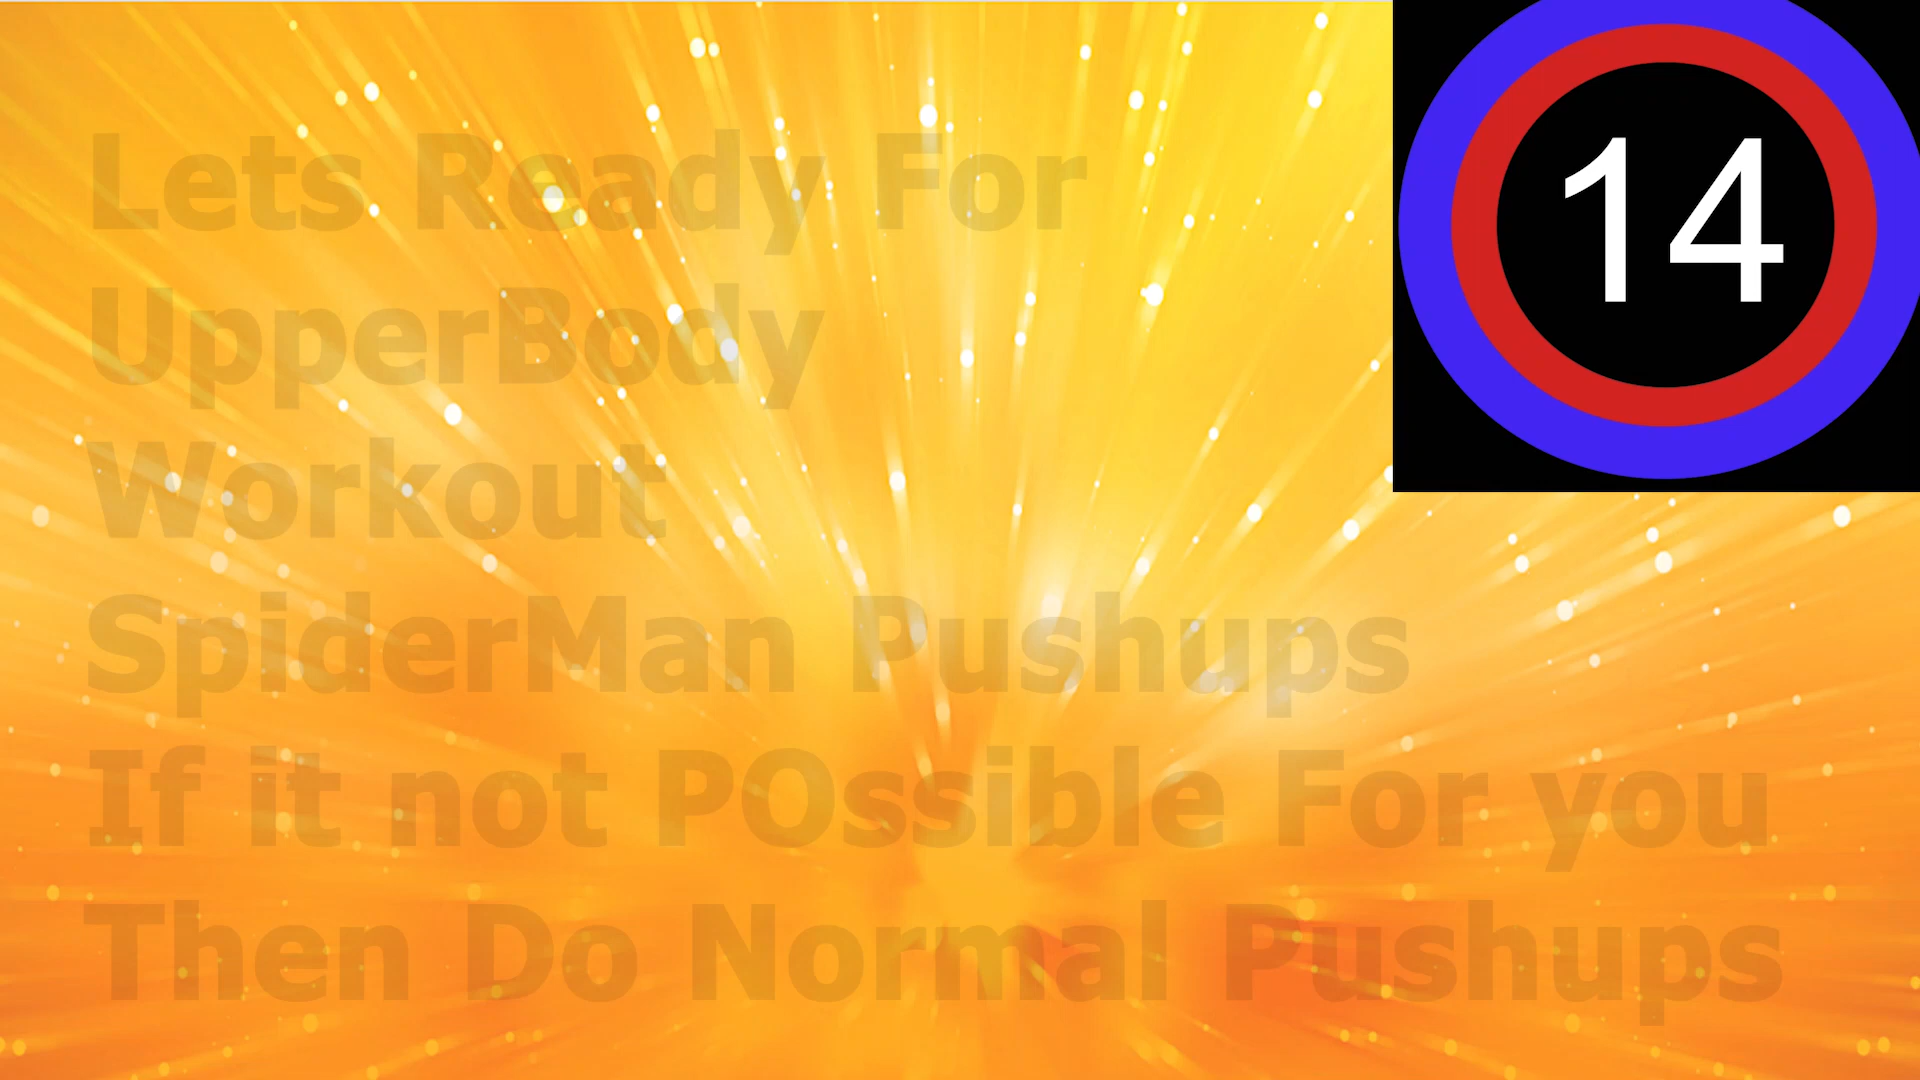 Lets Ready For
14
UpperBody
Workout
SpiderMan Pushups
If it not POssible For you
Then Do Normal Pushups